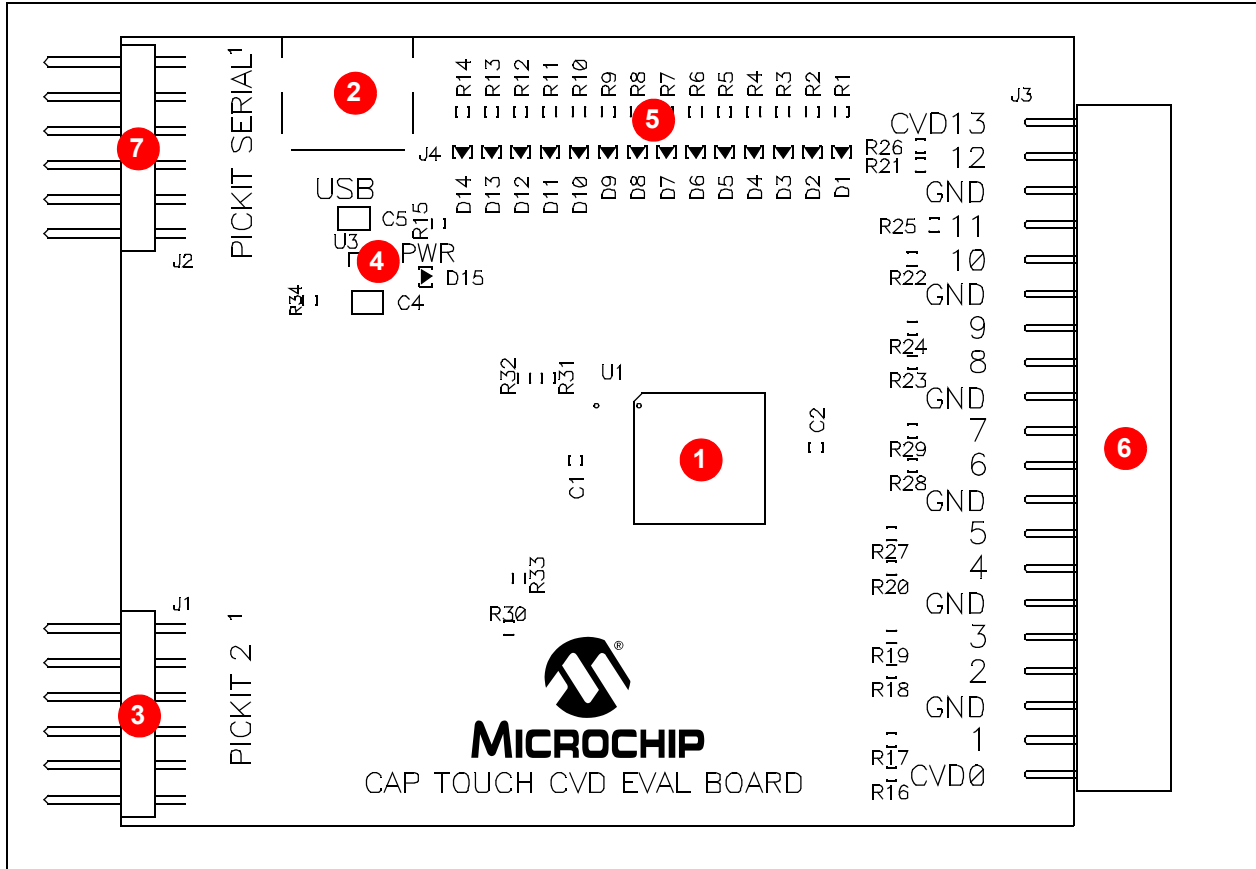 PICKIT SERIAL 1
7
J2
2
USB
C5
U3
4
PWR
R15
D15
R34
C4
J4
R14 R13 R12 R11 R10 R9 R8 R7 R6 R5 R4 R3 R2 R1
5
D14 D13 D12 D11 D10 D9 D8 D7 D6 D5 D4 D3 D2 D1
J3
CVD13
R26
12
R21
GND
R25
11
10
R22
GND
9
R24
8
R23
GND
7
R29
6
R28
GND
5
R27
4
R20
GND
3
R19
2
R18
GND
1
R17
CVD0
R16
6
R32
R31
U1
1
C2
C1
R33
R30
J1
PICKIT 2 1
3
®
MICROCHIP
CAP TOUCH CVD EVAL BOARD